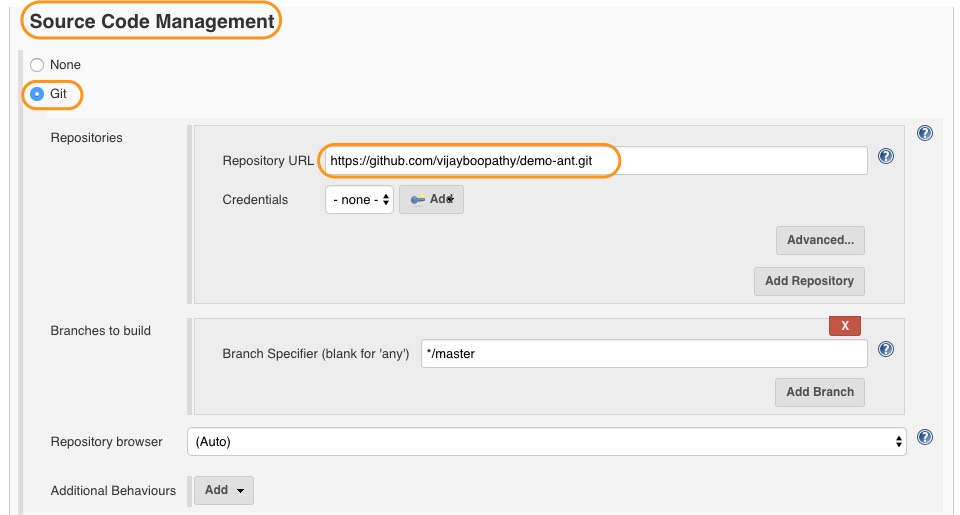 Source Code Management
None
Git
Repositories
Repository URL https://github.com/vijayboopathy/demo-ant.git
Credentials - none - Add
Advanced...
Add Repository
Branches to build
X
Branch Specifier (blank for 'any') */master
Add Branch
Repository browser (Auto)
Additional Behaviours Add